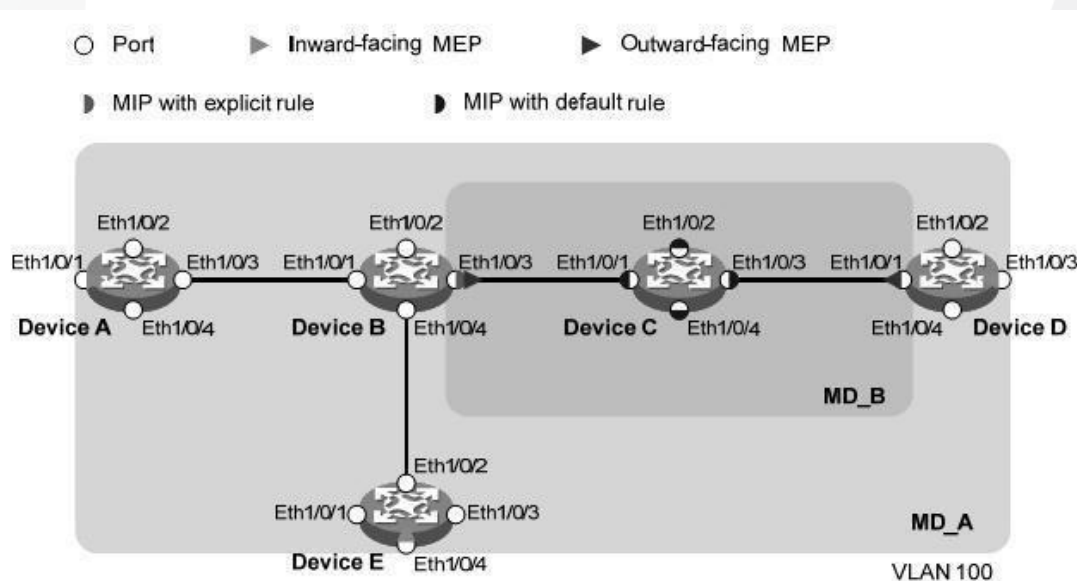 Port Inward-facing MEP Outward-facing MEP
MIP with explicit rule MIP with default rule
Eth1/0/2 Eth1/0/2 Eth1/0/2 Eth1/0/2
Eth1/0/1 Eth1/0/3 Eth1/0/1 Eth1/0/3 Eth1/0/1 Eth1/0/3 Eth1/0/1 Eth1/0/3
Device A Eth1/0/4 Device B Eth1/0/4 Device C Eth1/0/4 Eth1/0/4 Device D
MD_B
Eth1/0/2
Eth1/0/1 Eth1/0/3
MD_A
Device E Eth1/0/4
VLAN 100